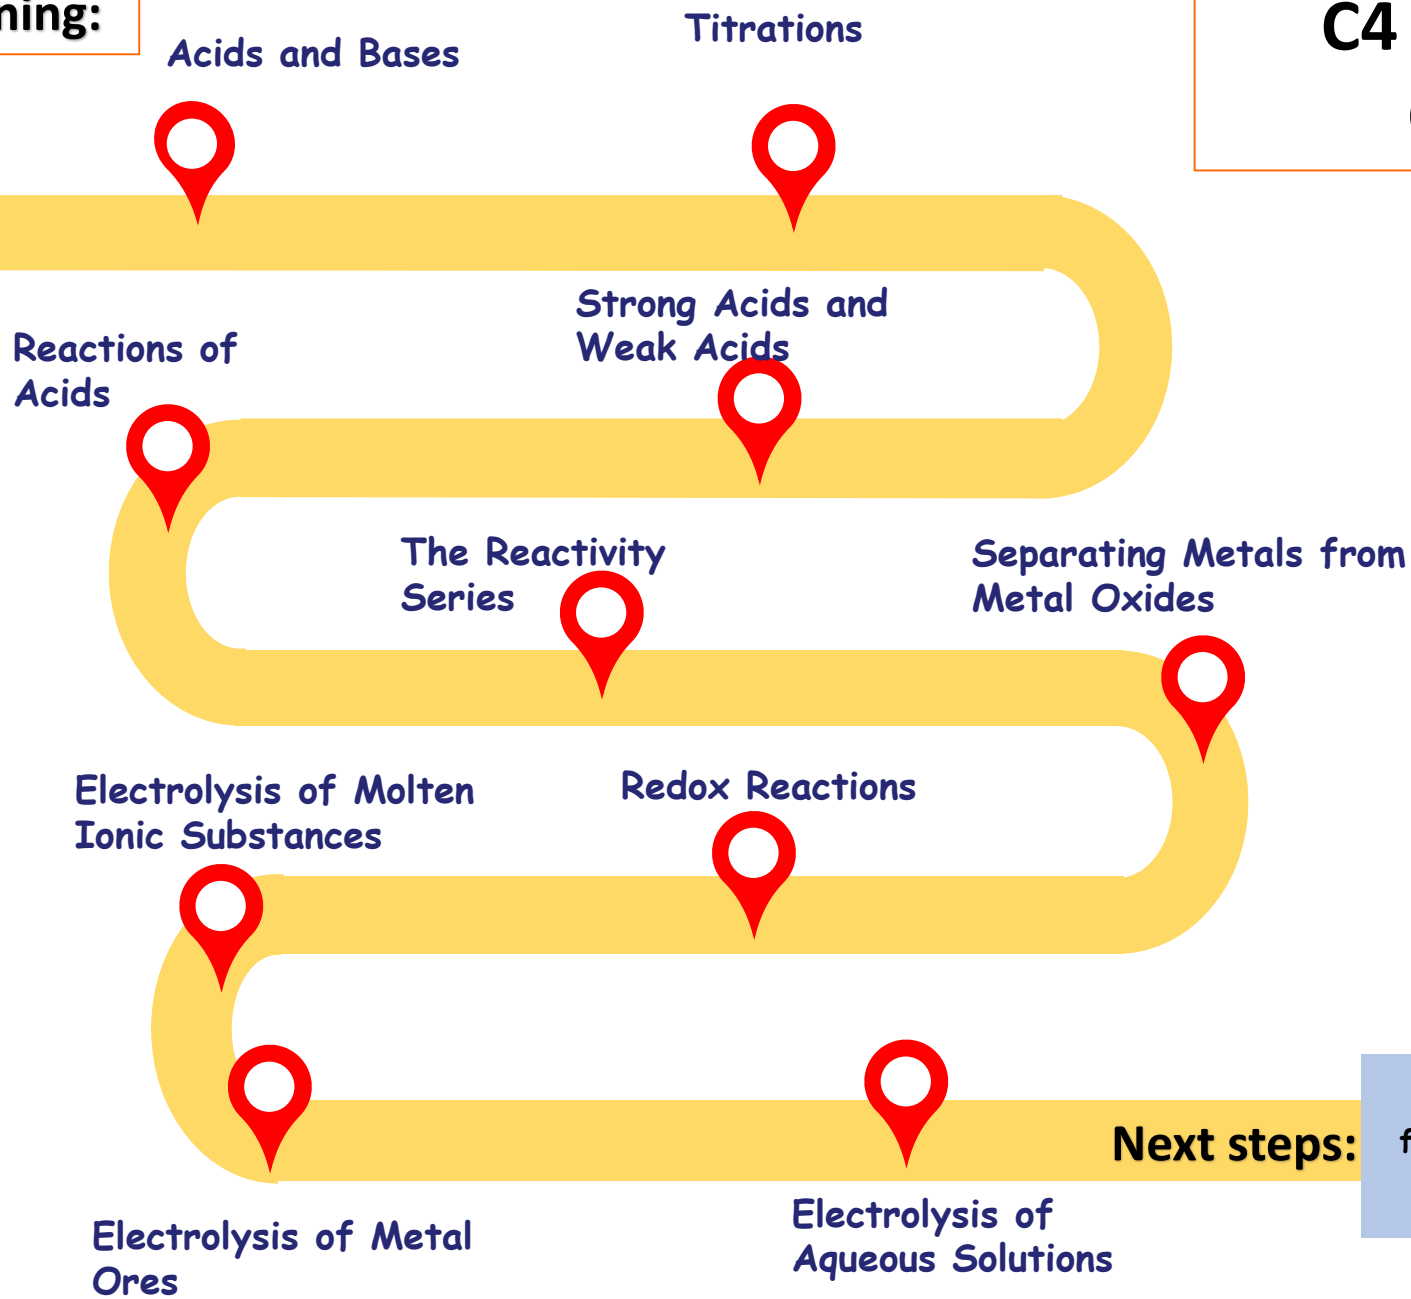 ning:
Acids and Bases
Titrations
C4
Strong Acids and
Weak Acids
Reactions of
Acids
The Reactivity
Series
Separating Metals from
Metal Oxides
Redox Reactions
Electrolysis of Molten
Ionic Substances
Electrolysis of Metal
Ores
Electrolysis of
Aqueous Solutions
Next steps: